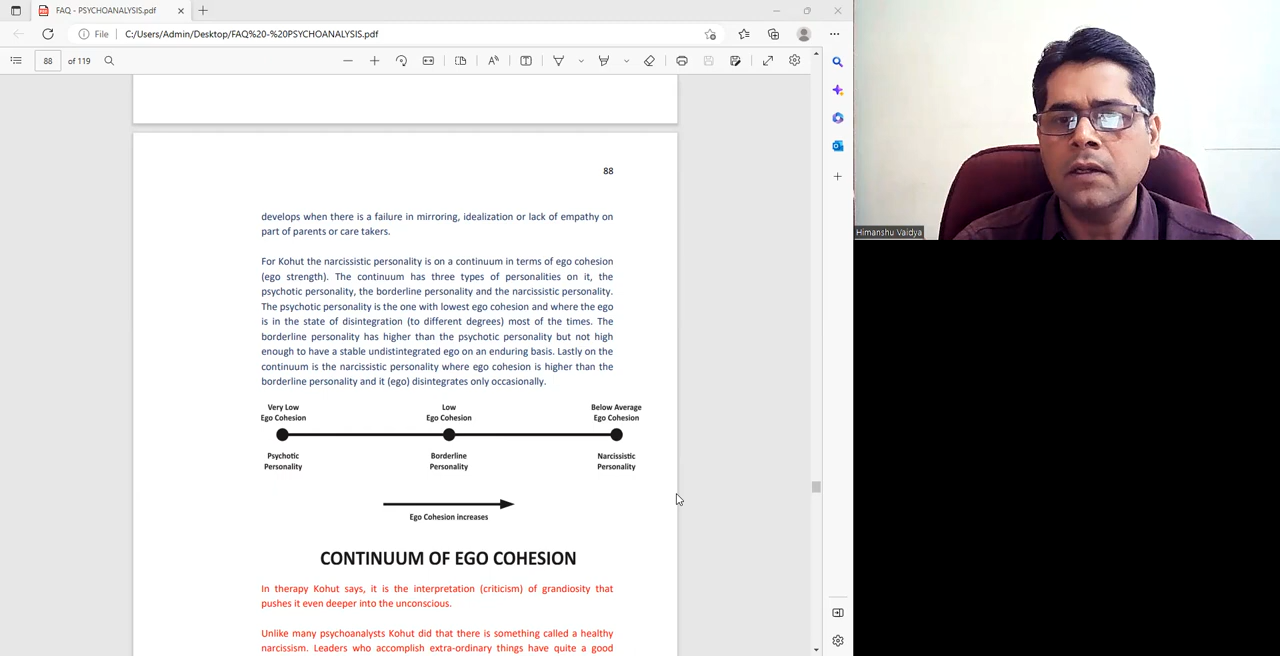 FAQ - PSYCHOANALYSIS.pdf
File
C:/Users/Admin/Desktop/FAQ%20-%20PSYCHOANALYSIS.pdf
88 of 119
88
develops when there is a failure in mirroring, idealization or lack of empathy on
part of parents or care takers.
For Kohut the narcissistic personality is on a continuum in terms of ego cohesion
(ego strength). The continuum has three types of personalities on it, the
psychotic personality, the borderline personality and the narcissistic personality.
The psychotic personality is the one with lowest ego cohesion and where the ego
is in the state of disintegration (to different degrees) most of the times. The
borderline personality has higher than the psychotic personality but not high
enough to have a stable undistintegrated ego on an enduring basis. Lastly on the
continuum is the narcissistic personality where ego cohesion is higher than the
borderline personality and it (ego) disintegrates only occasionally.
Very Low
Ego Cohesion
Low
Ego Cohesion
Below Average
Ego Cohesion
Psychotic
Personality
Borderline
Personality
Narcissistic
Personality
Ego Cohesion increases
CONTINUUM OF EGO COHESION
In therapy Kohut says, it is the interpretation (criticism) of grandiosity that
pushes it even deeper into the unconscious.
Unlike many psychoanalysts Kohut did that there is something called a healthy
narcissism. Leaders who accomplish extra-ordinary things have quite a good
Himanshu Vaidya